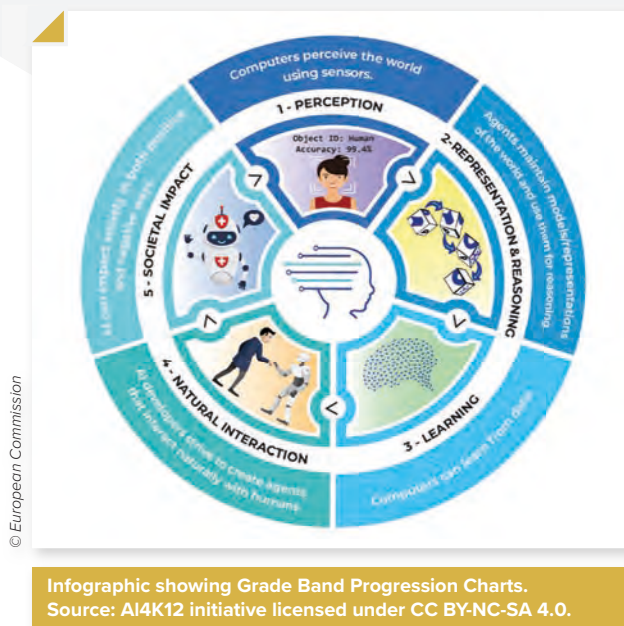 Computers perceive the world
using sensors.
1 - PERCEPTION
Object ID: Human
Accuracy: 99.4%
2-REPRESENTATION & REASONING
Agents maintain models/representations
of the world and use them for reasoning
3 - LEARNING
Computers can learn from data
4 - NATURAL INTERACTION
AI developers strive to create agents
that interact naturally with humans
5 - SOCIETAL IMPACT
AI can impact society in both positive
and negative ways
© European Commission
Infographic showing Grade Band Progression Charts.
Source: AI4K12 initiative licensed under CC BY-NC-SA 4.0.